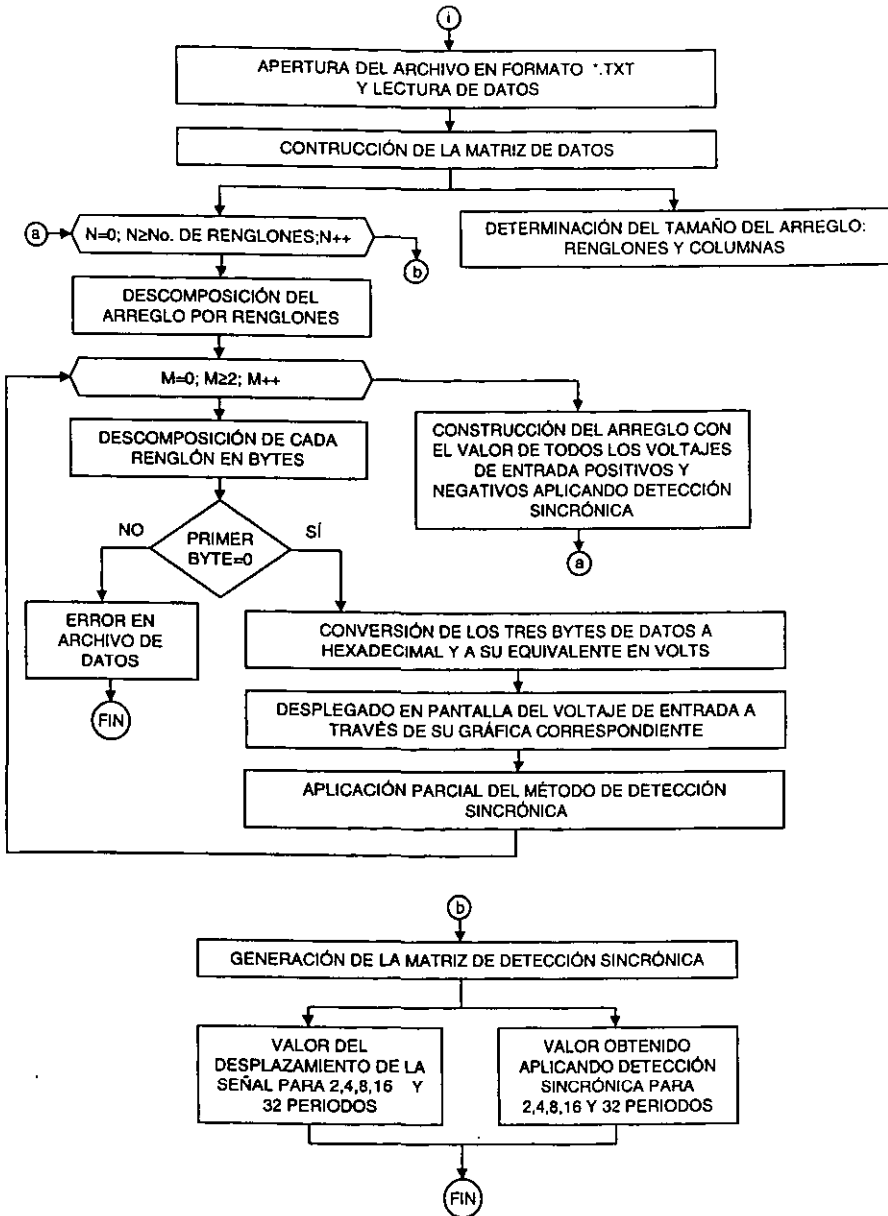 i
APERTURA DEL ARCHIVO EN FORMATO *.TXT
Y LECTURA DE DATOS
CONTRUCCIÓN DE LA MATRIZ DE DATOS
a
N=0; N≥No. DE RENGLONES;N++
b
DETERMINACIÓN DEL TAMAÑO DEL ARREGLO:
RENGLONES Y COLUMNAS
DESCOMPOSICIÓN DEL
ARREGLO POR RENGLONES
M=0; M≥2; M++
DESCOMPOSICIÓN DE CADA
RENGLÓN EN BYTES
CONSTRUCCIÓN DEL ARREGLO CON
EL VALOR DE TODOS LOS VOLTAJES
DE ENTRADA POSITIVOS Y
NEGATIVOS APLICANDO DETECCIÓN
SINCRÓNICA
a
NO
PRIMER
BYTE=0
SÍ
ERROR EN
ARCHIVO DE
DATOS
FIN
CONVERSIÓN DE LOS TRES BYTES DE DATOS A
HEXADECIMAL Y A SU EQUIVALENTE EN VOLTS
DESPLEGADO EN PANTALLA DEL VOLTAJE DE ENTRADA A
TRAVÉS DE SU GRÁFICA CORRESPONDIENTE
APLICACIÓN PARCIAL DEL MÉTODO DE DETECCIÓN
SINCRÓNICA
b
GENERACIÓN DE LA MATRIZ DE DETECCIÓN SINCRÓNICA
VALOR DEL
DESPLAZAMIENTO DE LA
SEÑAL PARA 2,4,8,16 Y
32 PERIODOS
VALOR OBTENIDO
APLICANDO DETECCIÓN
SINCRÓNICA PARA
2,4,8,16 Y 32 PERIODOS
FIN